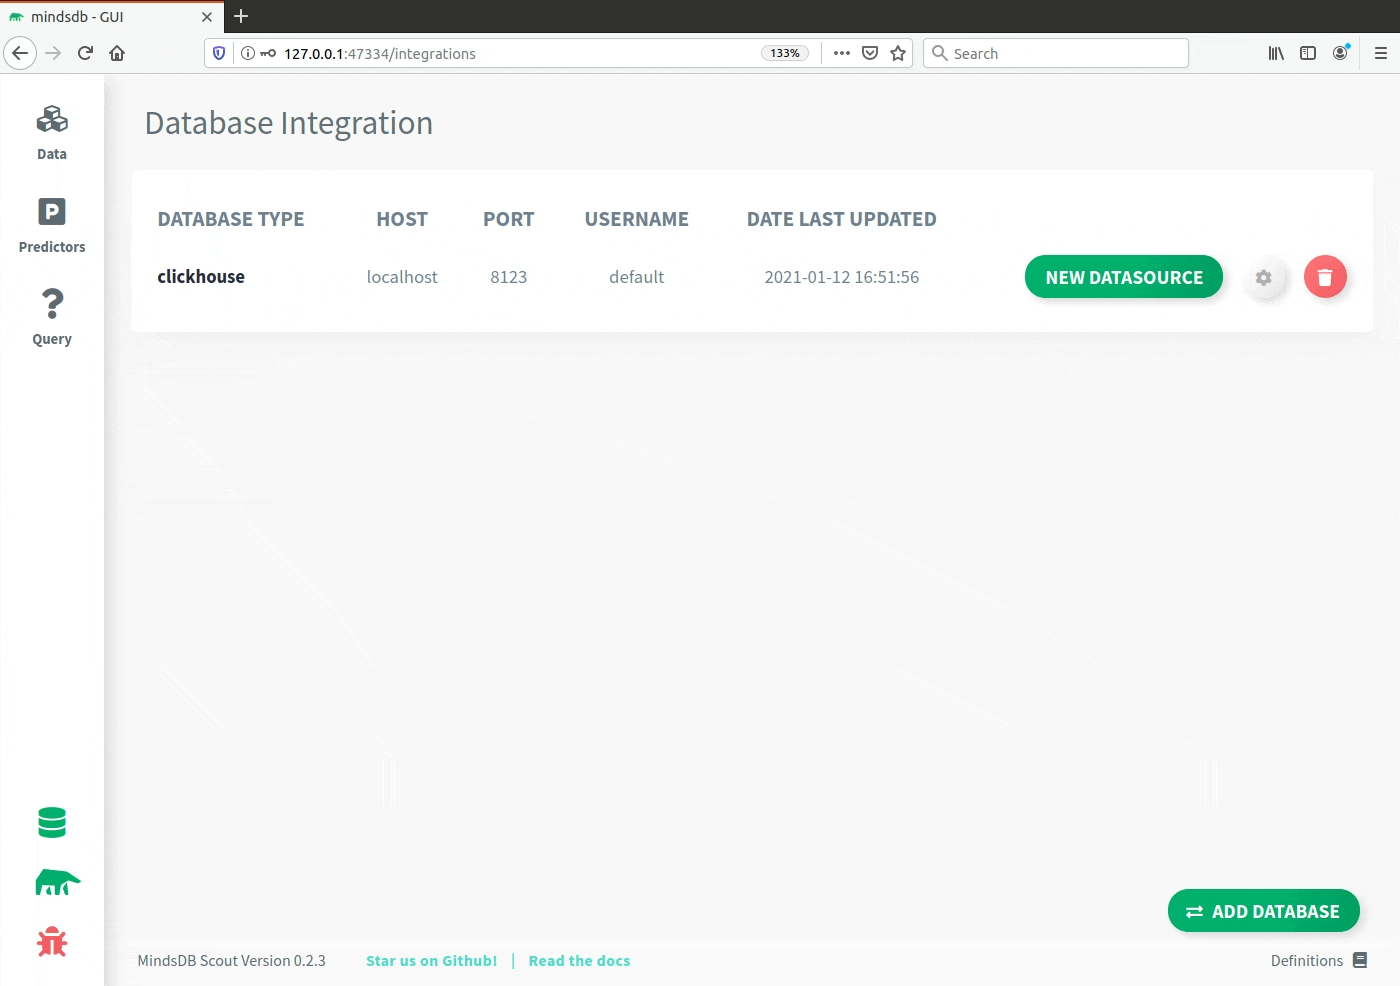 mindsdb - GUI
127.0.0.1:47334/integrations
133%
Search
Data
Predictors
Query
Database Integration
DATABASE TYPE HOST PORT USERNAME DATE LAST UPDATED
clickhouse localhost 8123 default 2021-01-12 16:51:56 NEW DATASOURCE
ADD DATABASE
MindsDB Scout Version 0.2.3 Star us on Github! | Read the docs Definitions